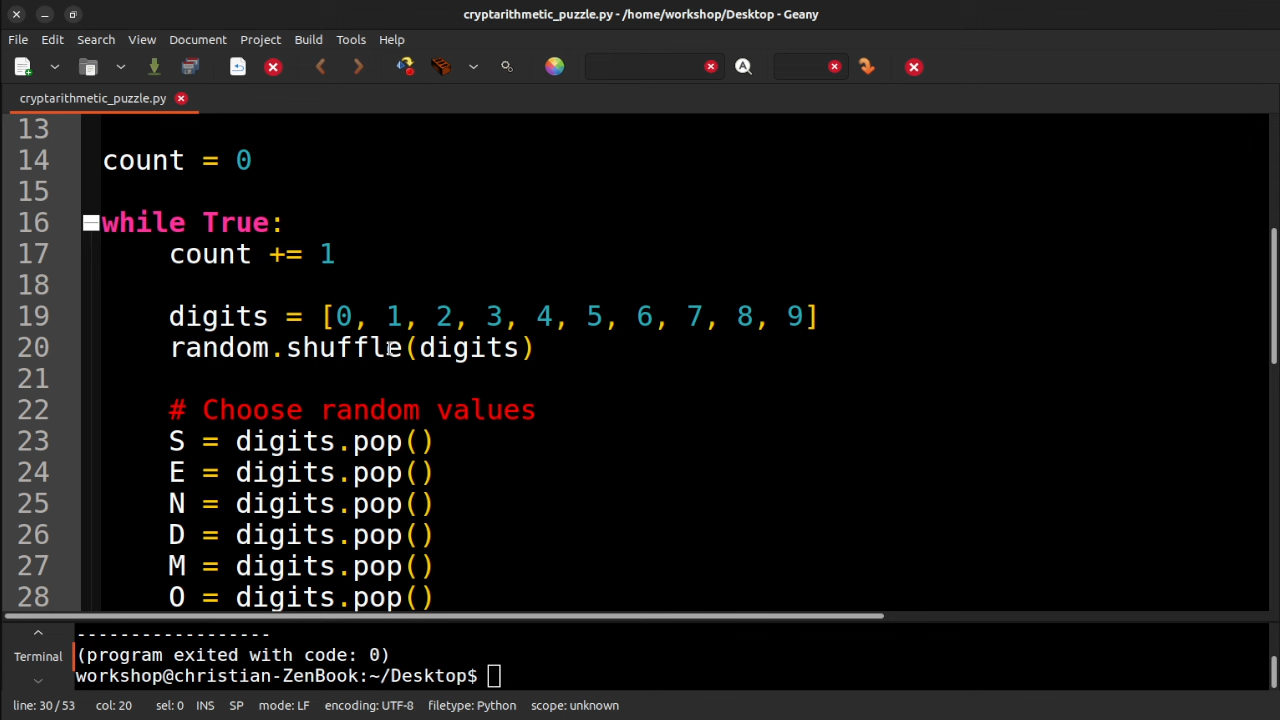 cryptarithmetic_puzzle.py - /home/workshop/Desktop - Geany
File Edit Search View Document Project Build Tools Help
cryptarithmetic_puzzle.py
13
14 count = 0
15
16 while True:
17 count += 1
18
19 digits = [0, 1, 2, 3, 4, 5, 6, 7, 8, 9]
20 random.shuffle(digits)
21
22 # Choose random values
23 S = digits.pop()
24 E = digits.pop()
25 N = digits.pop()
26 D = digits.pop()
27 M = digits.pop()
28 O = digits.pop()
------------------
Terminal
(program exited with code: 0)
workshop@christian-ZenBook:~/Desktop$
line: 30 / 53 col: 20 sel: 0 INS SP mode: LF encoding: UTF-8 filetype: Python scope: unknown